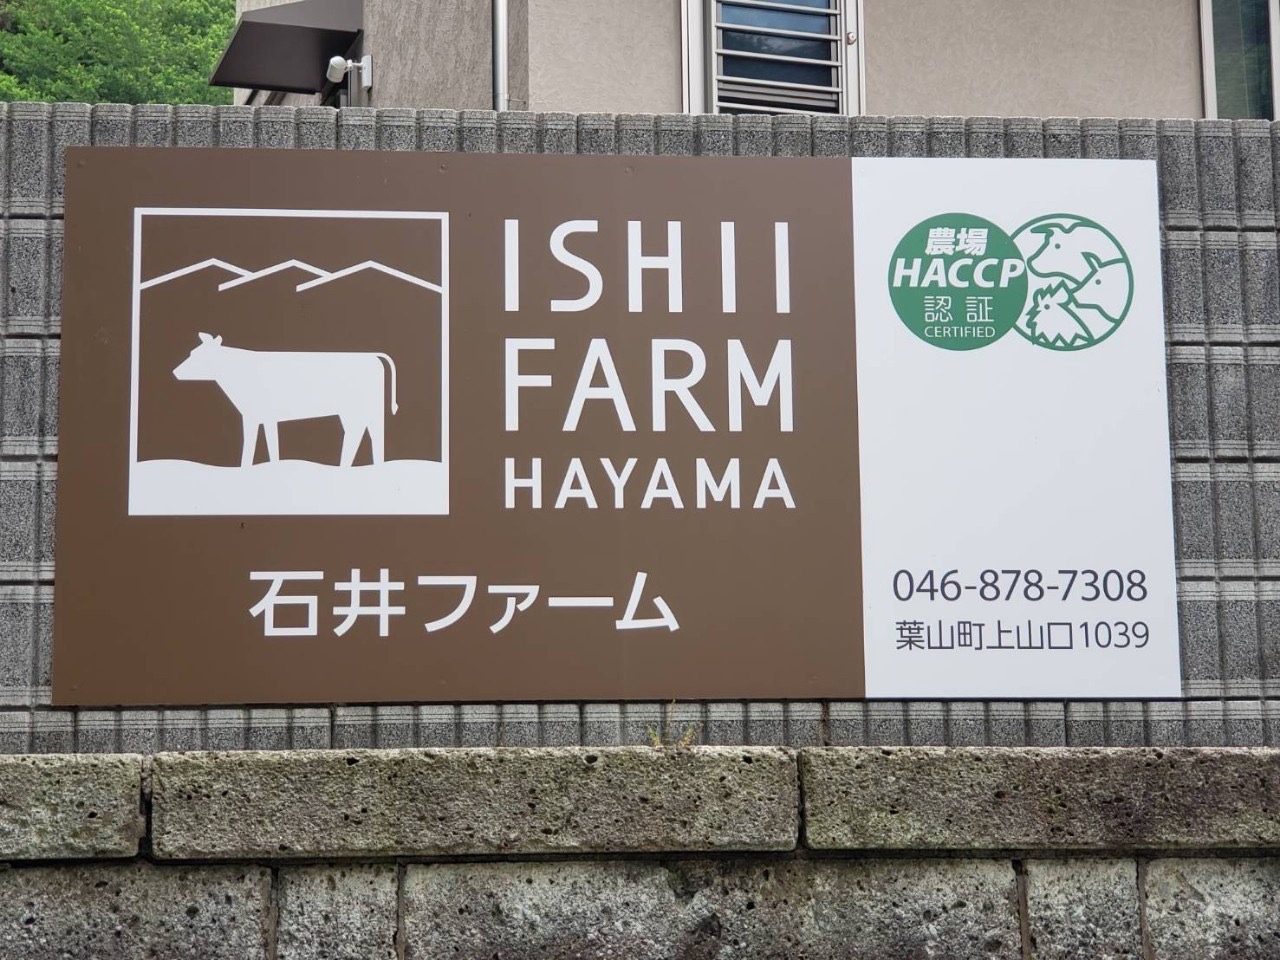 ISHII
FARM
HAYAMA
石井ファーム
農場
HACCP
認証
CERTIFIED
046-878-7308
葉山町上山口1039